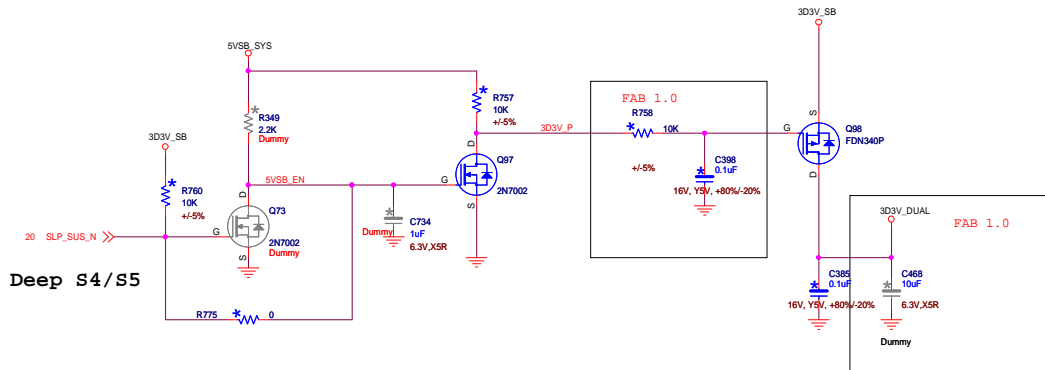 3D3V_SB
5VSB_SYS
R757
10K
+/-5%
FAB 1.0
R758
10K
+/-5%
3D3V_P
R349
2.2K
Dummy
3D3V_SB
R760
10K
+/-5%
5VSB_EN
D
G
S
Q97
2N7002
C398
0.1uF
16V, Y5V, +80%/-20%
S
G
D
Q98
FDN340P
20 SLP_SUS_N
D
G
S
Q73
2N7002
Dummy
C734
Dummy
1uF
6.3V,X5R
3D3V_DUAL
FAB 1.0
Deep S4/S5
R775
0
C385
0.1uF
16V, Y5V, +80%/-20%
C468
10uF
6.3V,X5R
Dummy